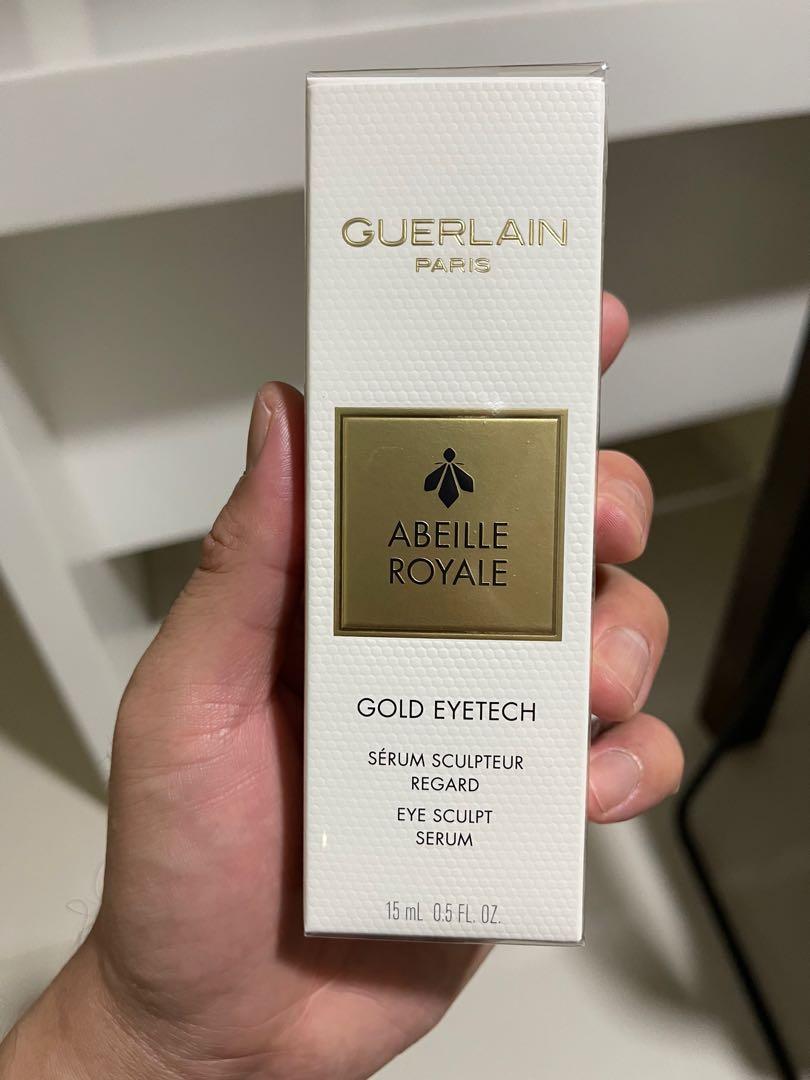 GUERLAIN
PARIS
ABEILLE
ROYALE
GOLD EYETECH
SÉRUM SCULPTEUR
REGARD
EYE SCULPT
SERUM
15 mL 0.5 FL. OZ.